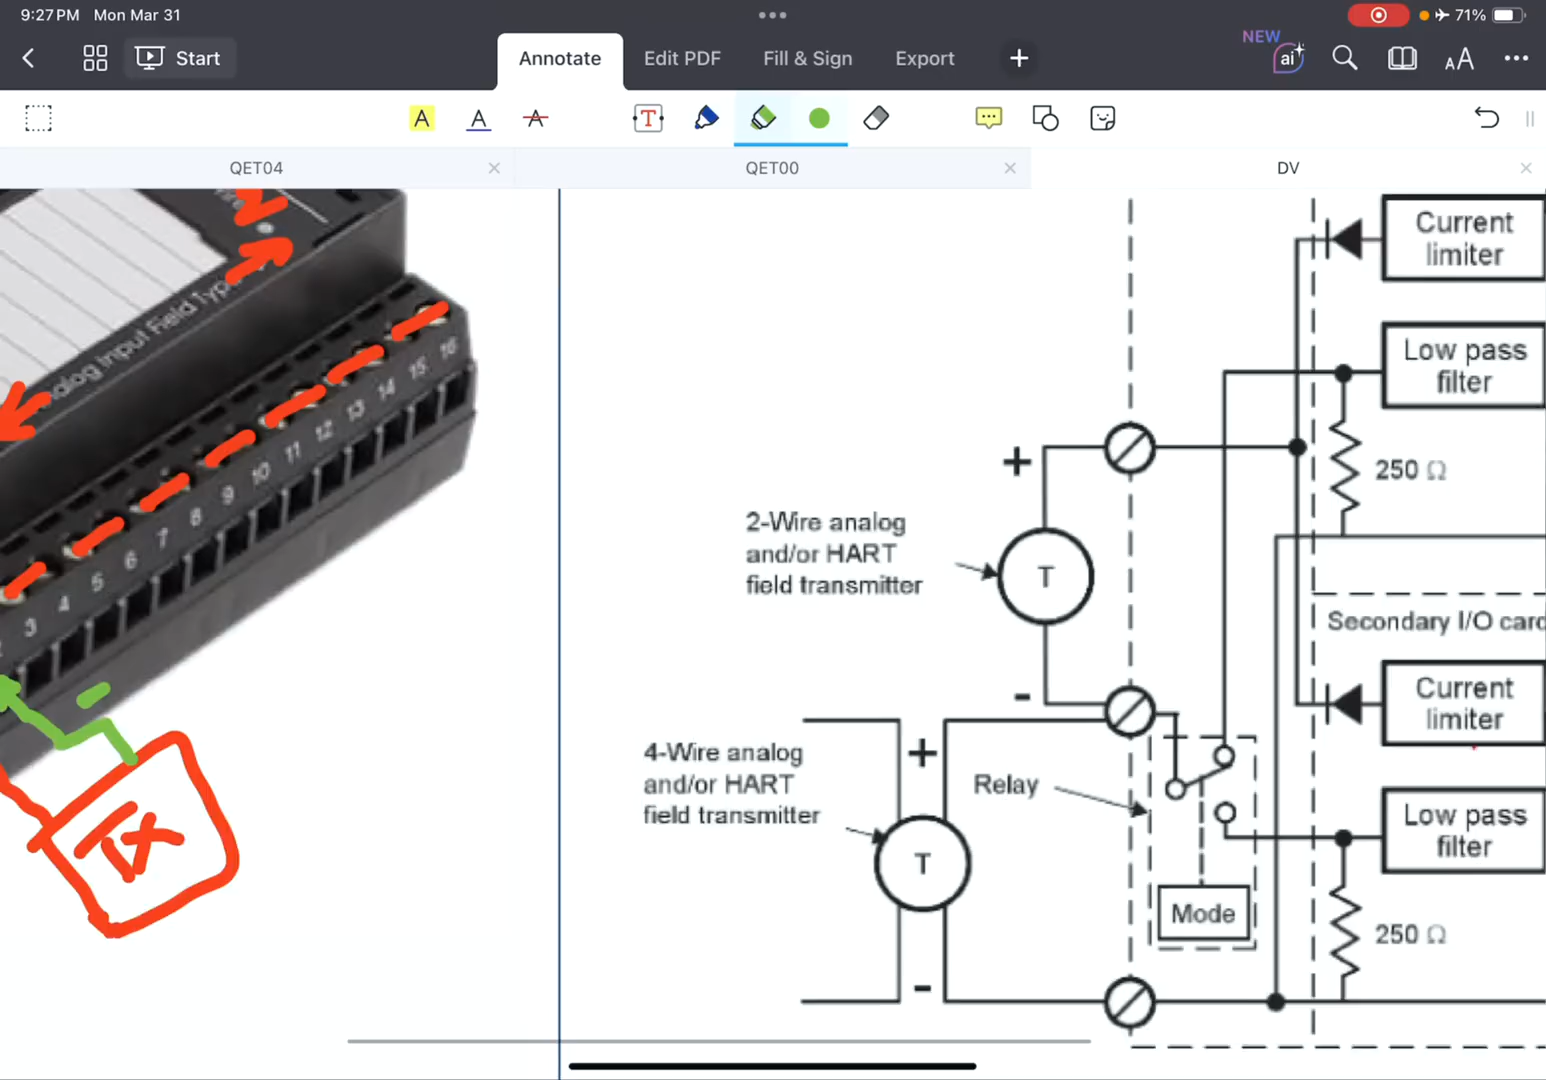 9:27 PM Mon Mar 31
71%
Start
Annotate
Edit PDF
Fill & Sign
Export
NEW
ai
AA
A
A
A
T
QET04
QET00
DV
Analog Input Field Type
3
4
5
6
7
8
9
10
11
12
13
14
15
16
TX
Current
limiter
Low pass
filter
250 Ω
+
2-Wire analog
and/or HART
field transmitter
T
-
Secondary I/O card
Current
limiter
4-Wire analog
and/or HART
field transmitter
+
T
-
Relay
Mode
Low pass
filter
250 Ω